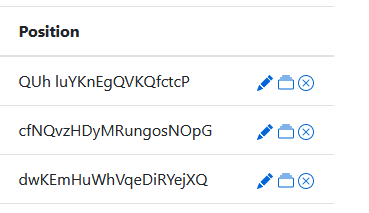 Position
QUh luYKnEgQVKQfctcP
cfNQvzHDyMRungosNOpG
dwKEmHuWhVqeDiRYejXQ